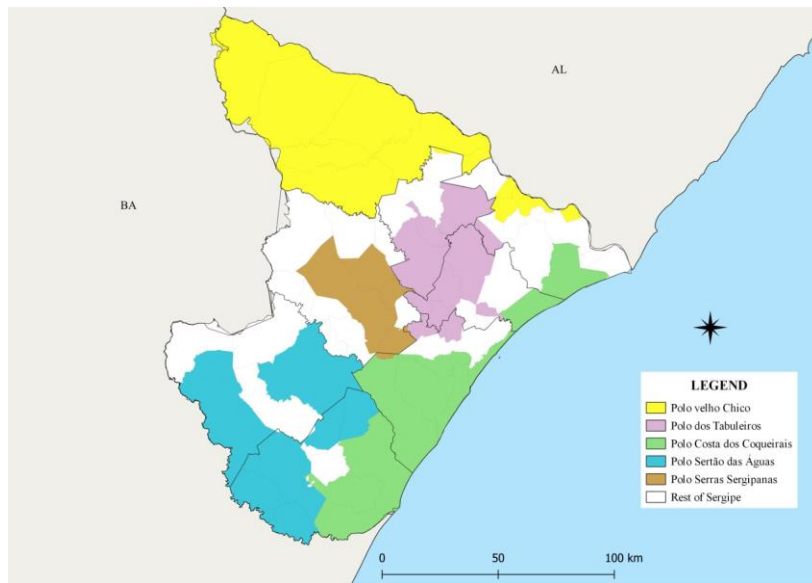 AL
BA
LEGEND
Polo velho Chico
Polo dos Tabuleiros
Polo Costa dos Coqueirais
Polo Sertão das Águas
Polo Serras Sergipanas
Rest of Sergipe
0 50 100 km